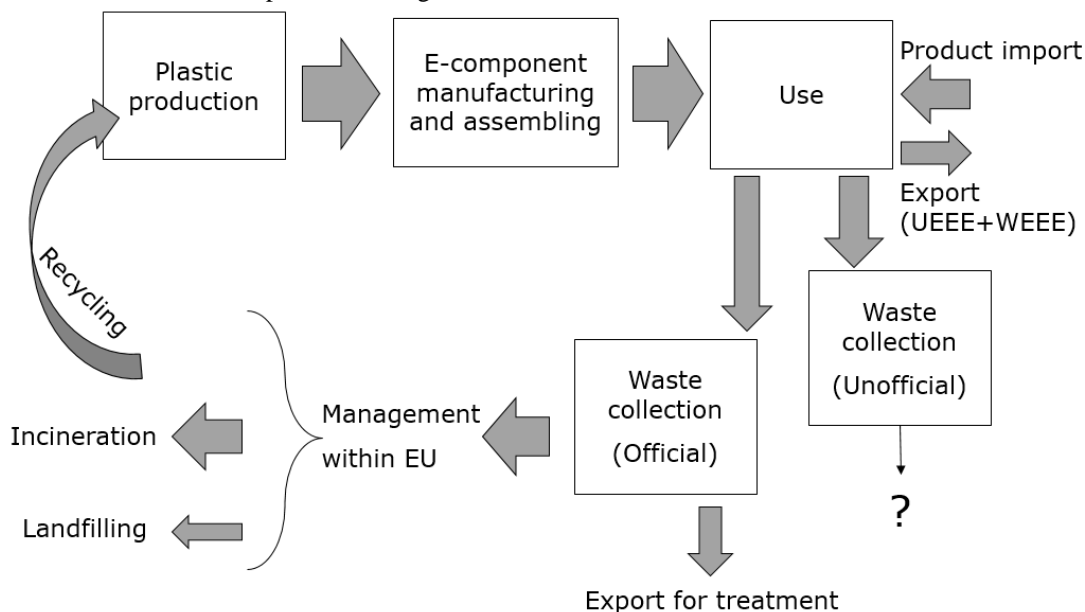 Plastic
production
E-component
manufacturing
and assembling
Use
Product import
Export
(UEEE+WEEE)
Waste
collection
(Unofficial)
?
Waste
collection
(Official)
Export for treatment
Management
within EU
Recycling
Incineration
Landfilling